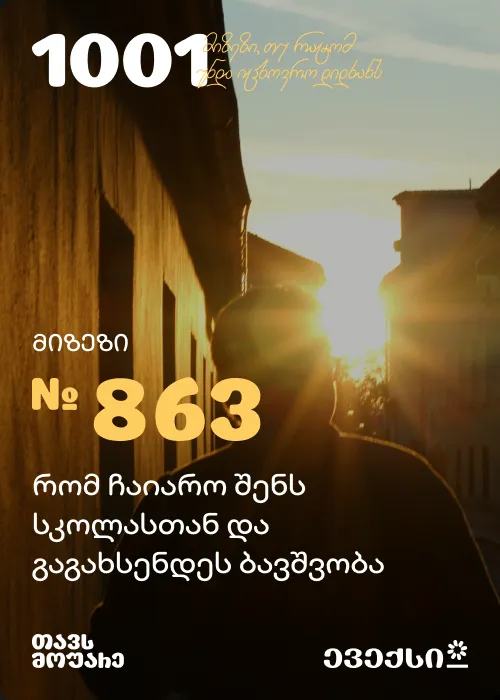 1001 მიზეზი, თუ რატომ
უნდა იცხოვრო დიდხანს
მიზეზი
№ 863
რომ ჩაიარო შენს
სკოლასთან და
გაგახსენდეს ბავშვობა
თავს
მოუარე
ევექსი